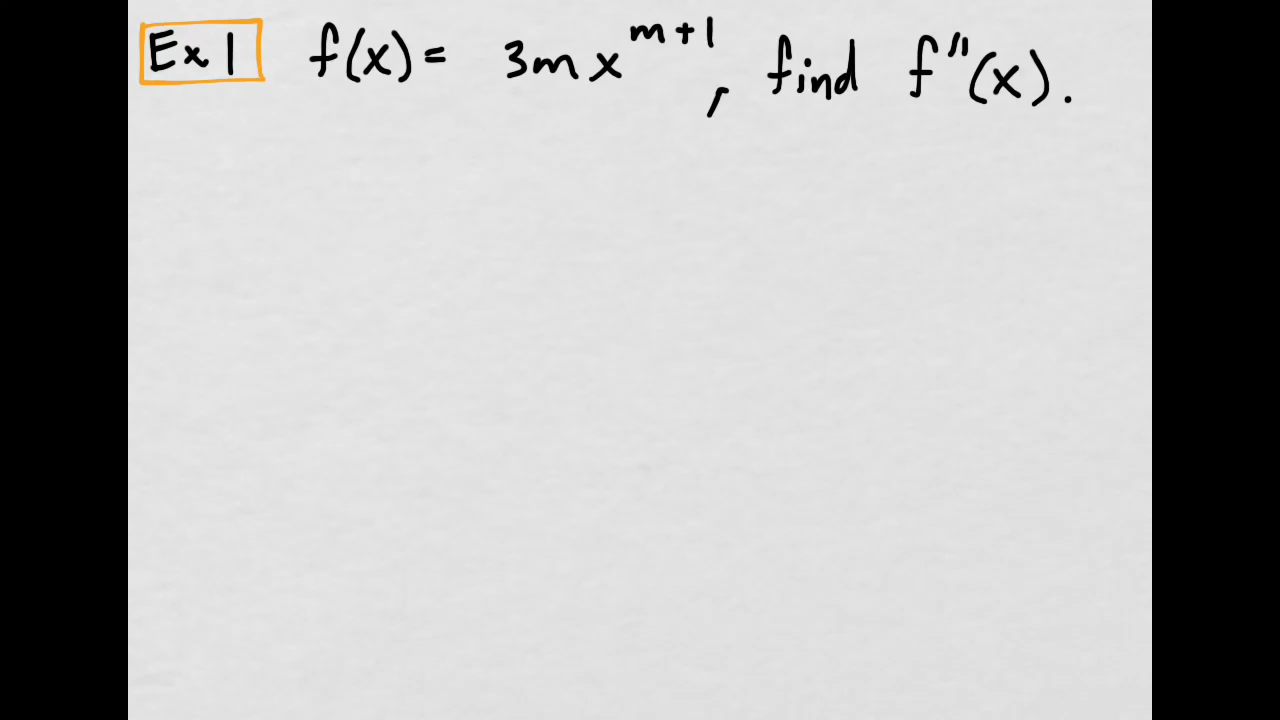 Ex 1 f(x) = 3mx^{m+1}, find f''(x).